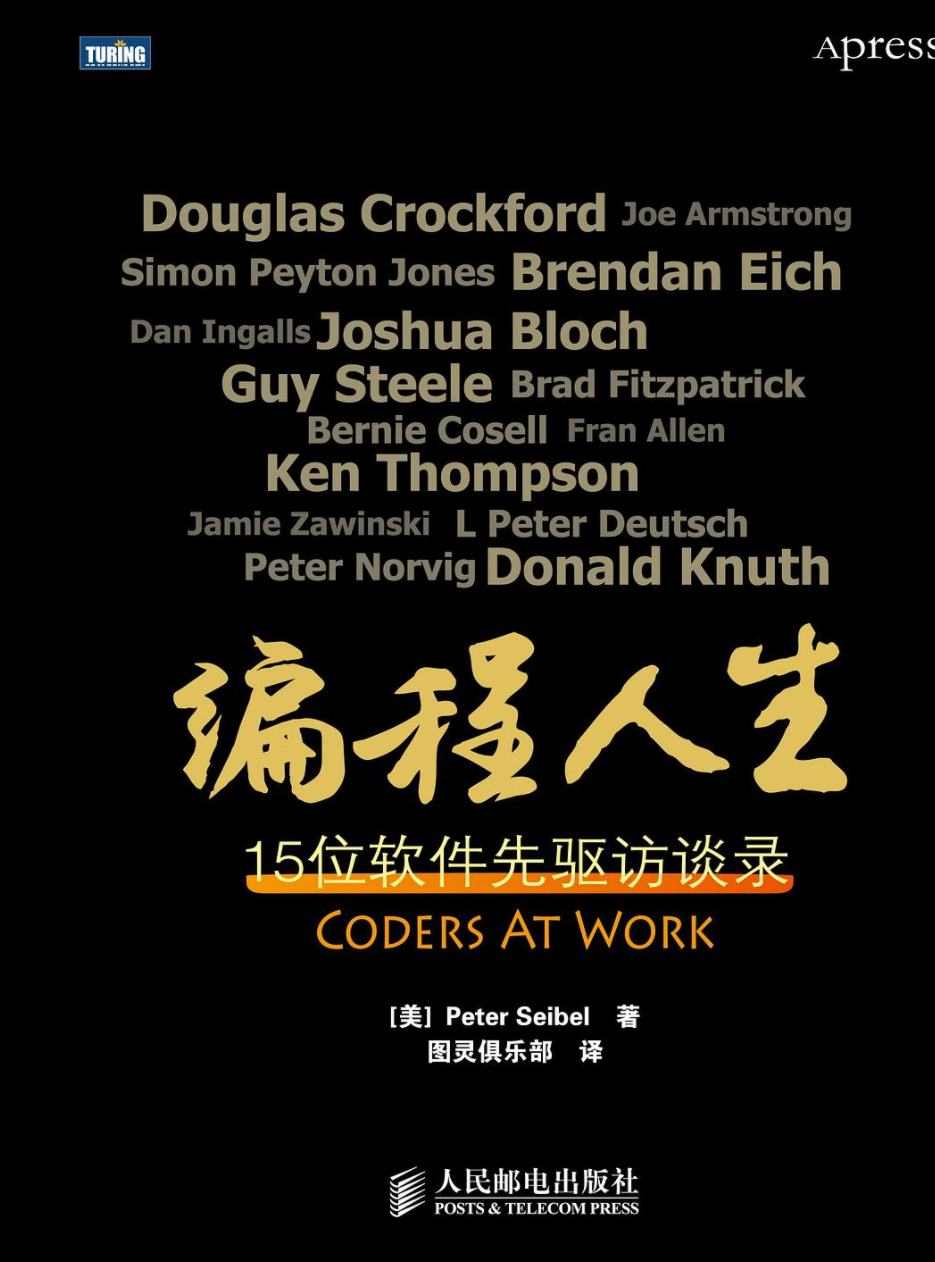 TURING
Apress
Douglas Crockford Joe Armstrong
Simon Peyton Jones Brendan Eich
Dan Ingalls Joshua Bloch
Guy Steele Brad Fitzpatrick
Bernie Cosell Fran Allen
Ken Thompson
Jamie Zawinski L Peter Deutsch
Peter Norvig Donald Knuth
编程人生
15位软件先驱访谈录
CODERS AT WORK
[美] Peter Seibel 著
图灵俱乐部 译
人民邮电出版社
POSTS & TELECOM PRESS